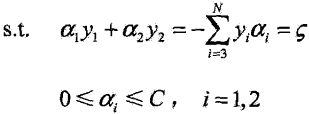 s.t. α₁y₁ + α₂y₂ = −∑_{i=3}^{N} yᵢαᵢ = ς
0 ⩽ αᵢ ⩽ C, i = 1,2